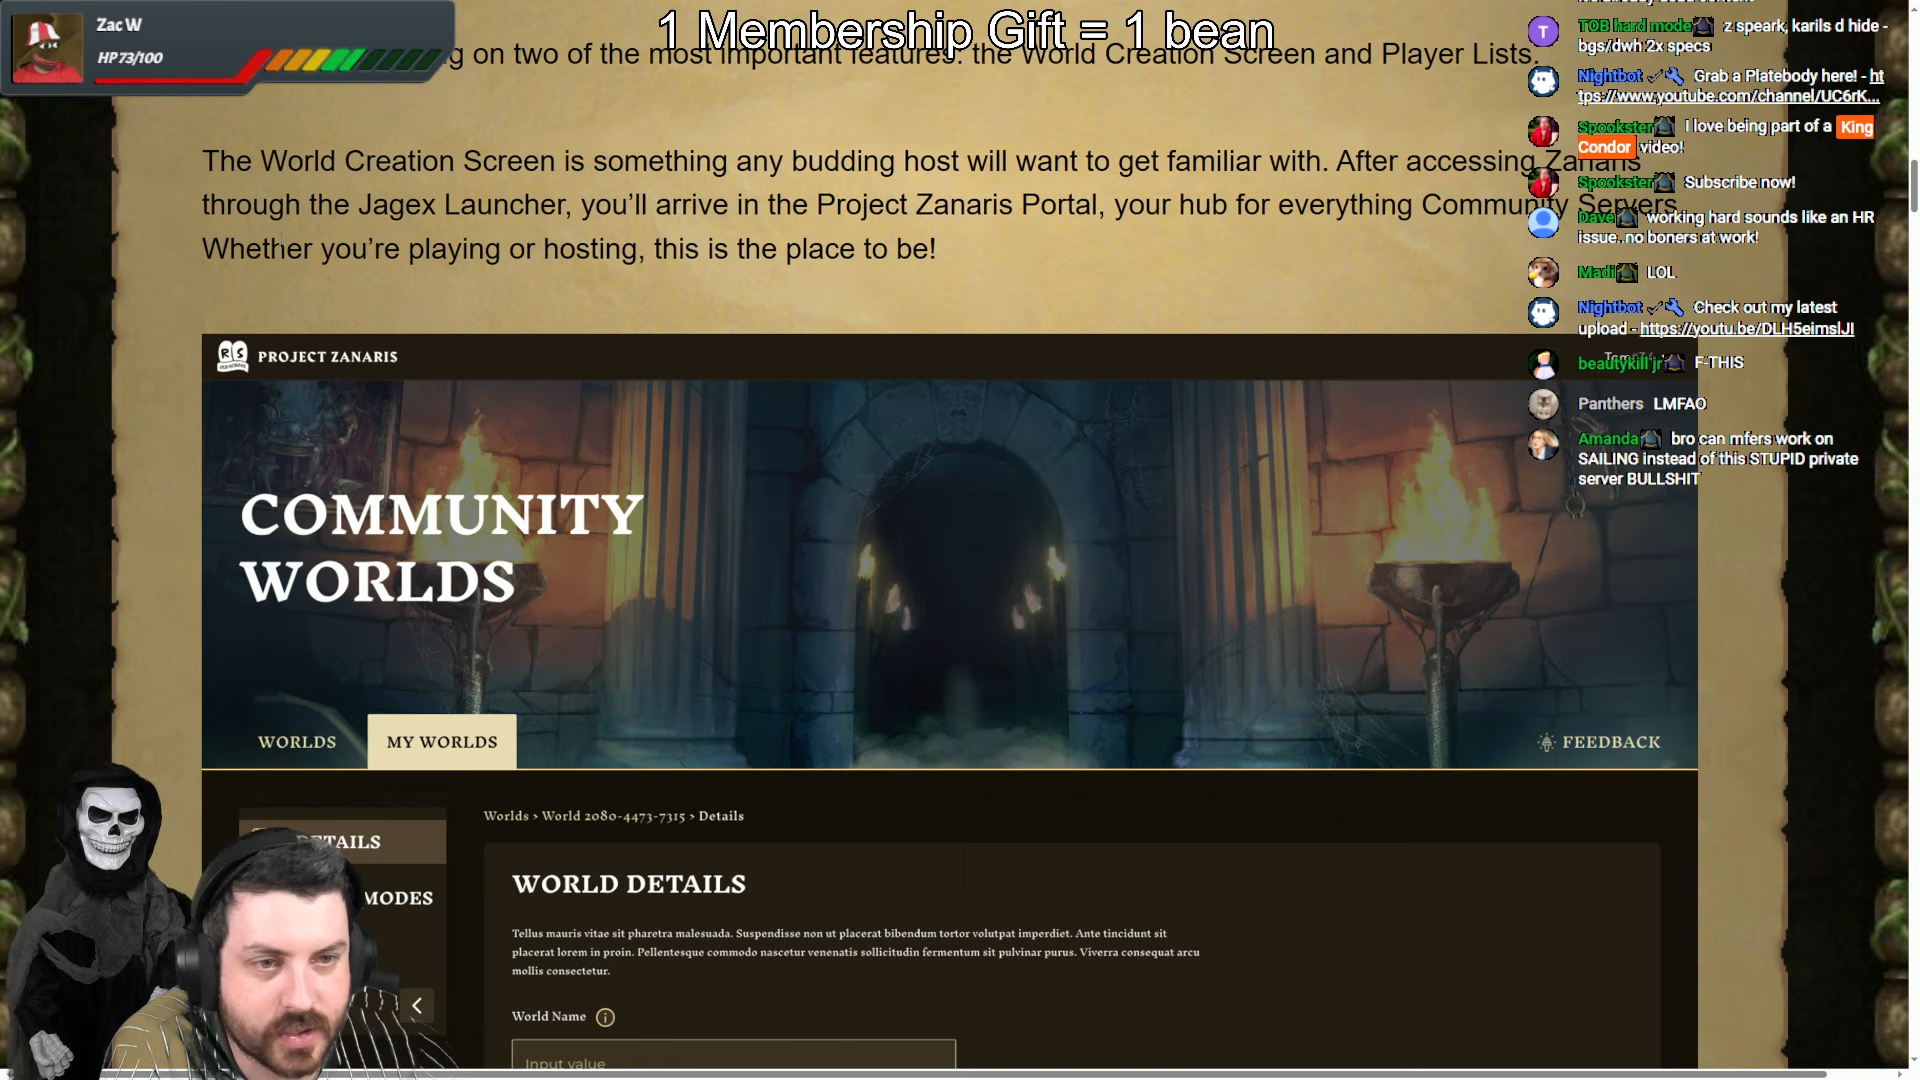 Zac W
HP 73/100
1 Membership Gift = 1 bean
g on two of the most important features: the World Creation Screen and Player Lists.
The World Creation Screen is something any budding host will want to get familiar with. After accessing Zanaris
through the Jagex Launcher, you’ll arrive in the Project Zanaris Portal, your hub for everything Community Servers.
Whether you’re playing or hosting, this is the place to be!
RS
OLD SCHOOL
PROJECT ZANARIS
COMMUNITY
WORLDS
WORLDS
MY WORLDS
FEEDBACK
Worlds > World 2080-4473-7315 > Details
ETAILS
MODES
WORLD DETAILS
Tellus mauris vitae sit pharetra malesuada. Suspendisse non ut placerat bibendum tortor volutpat imperdiet. Ante tincidunt sit
placerat lorem in proin. Pellentesque commodo nascetur venenatis sollicitudin fermentum sit pulvinar purus. Viverra consequat arcu
mollis consectetur.
World Name
Input value
T
TOB hard mode z speark, karils d hide -
bgs/dwh 2x specs
Nightbot Grab a Platebody here! - ht
tps://www.youtube.com/channel/UC6rK...
Spookster I love being part of a King
Condor video!
Spookster Subscribe now!
Dave working hard sounds like an HR
issue..no boners at work!
Madi LOL
Nightbot Check out my latest
upload - https://youtu.be/DLH5eimslJI
beautykill jr F-THIS
Panthers LMFAO
Amanda bro can mfers work on
SAILING instead of this STUPID private
server BULLSHIT